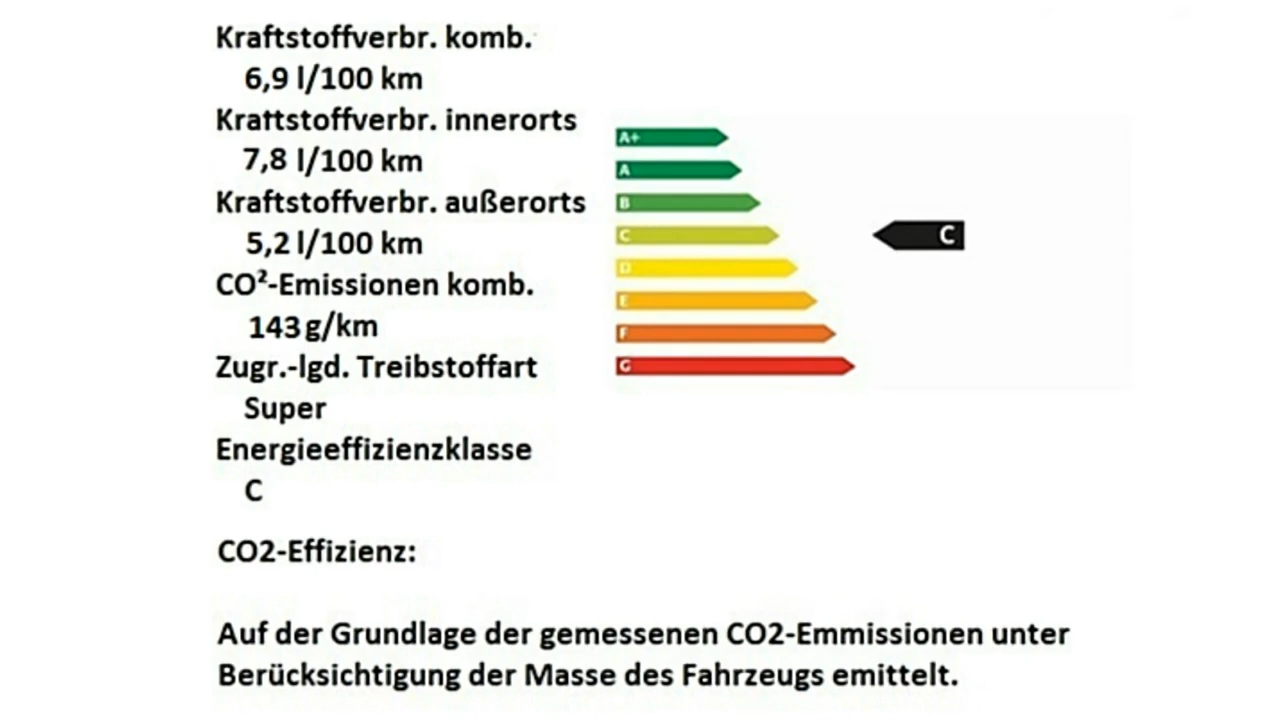 Kraftstoffverbr. komb.
6,9 l/100 km
Krattstoffverbr. innerorts
7,8 l/100 km
Kraftstoffverbr. außerorts
5,2 l/100 km
CO²-Emissionen komb.
143 g/km
Zugr.-lgd. Treibstoffart
Super
Energieeffizienzklasse
C
A+
A
B
C
D
E
F
G
C
CO2-Effizienz:
Auf der Grundlage der gemessenen CO2-Emmissionen unter
Berücksichtigung der Masse des Fahrzeugs emittelt.